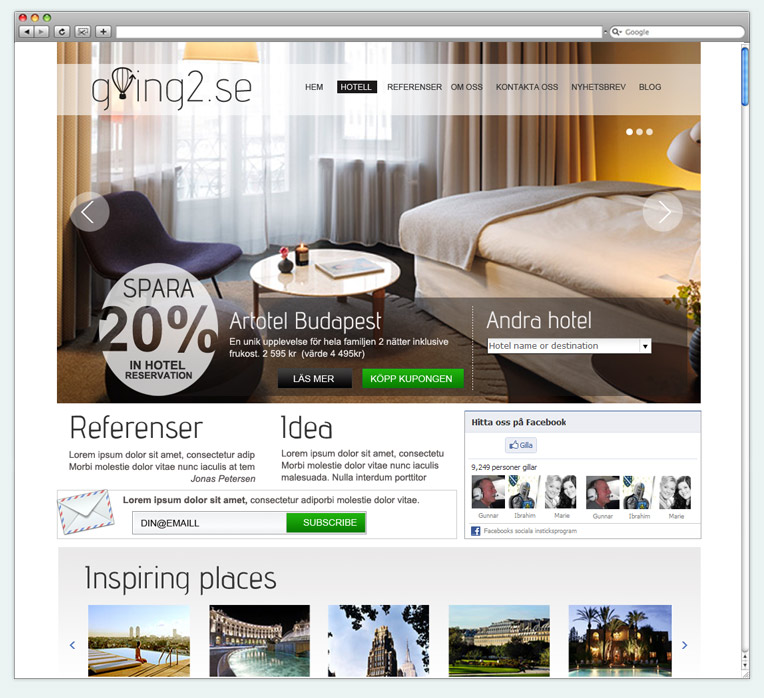 Google
going2.se
HEM HOTELL REFERENSER OM OSS KONTAKTA OSS NYHETSBREV BLOG
SPARA
20%
IN HOTEL
RESERVATION
Artotel Budapest
En unik upplevelse för hela familjen 2 nätter inklusive
frukost. 2 595 kr (värde 4 495kr)
LÄS MER KÖPP KUPONGEN
Andra hotel
Hotel name or destination
Referenser
Lorem ipsum dolor sit amet, consectetur adip
Morbi molestie dolor vitae nunc iaculis at tem
Jonas Petersen
Idea
Lorem ipsum dolor sit amet, consectetu
Morbi molestie dolor vitae nunc iaculis
malesuada. Nulla interdum porttitor
Hitta oss på Facebook
Gilla
9,249 personer gillar
Gunnar Ibrahim Marie Gunnar Ibrahim Marie
Facebooks sociala insticksprogram
Lorem ipsum dolor sit amet, consectetur adiporbi molestie dolor vitae.
DIN@EMAILL SUBSCRIBE
Inspiring places